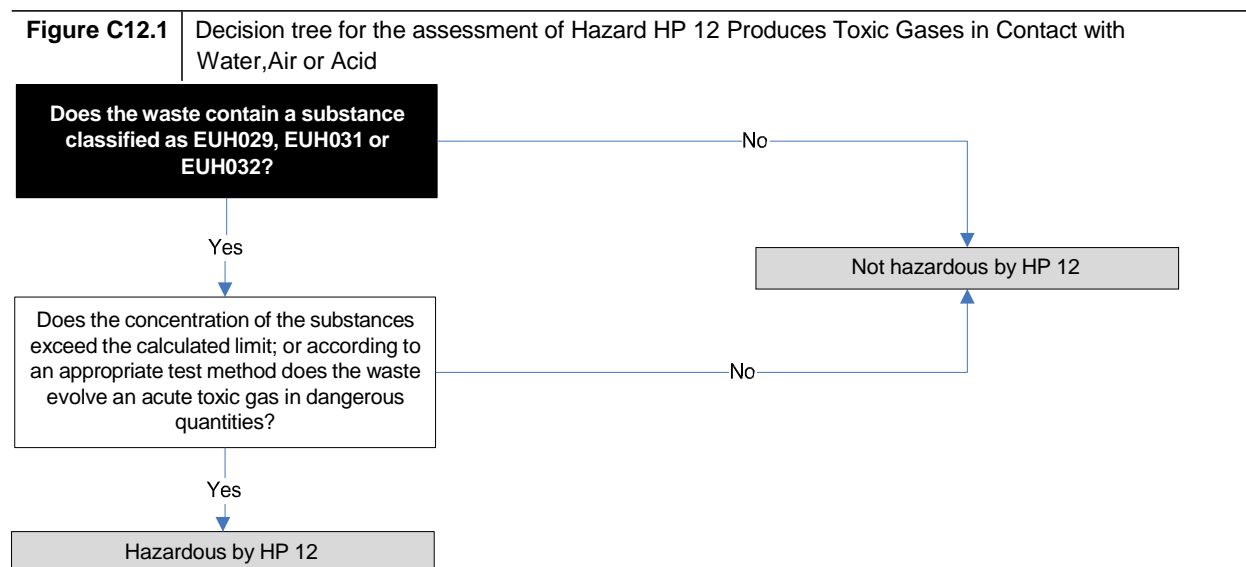 Figure C12.1
Decision tree for the assessment of Hazard HP 12 Produces Toxic Gases in Contact with
Water,Air or Acid
Does the waste contain a substance
classified as EUH029, EUH031 or
EUH032?
No
Yes
Not hazardous by HP 12
Does the concentration of the substances
exceed the calculated limit; or according to
an appropriate test method does the waste
evolve an acute toxic gas in dangerous
quantities?
No
Yes
Hazardous by HP 12